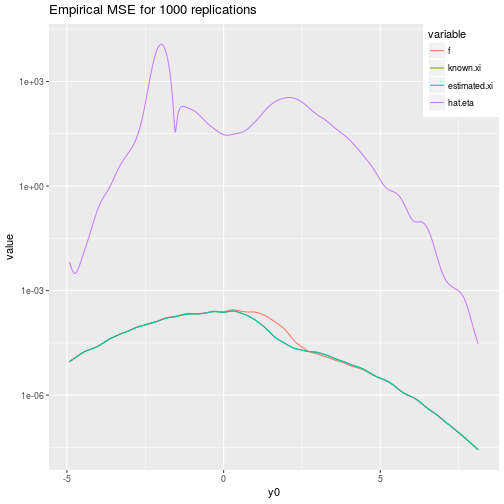 Empirical MSE for 1000 replications
variable
f
known.xi
estimated.xi
hat.eta
value
1e+03
1e+00
1e-03
1e-06
-5
0
5
y0